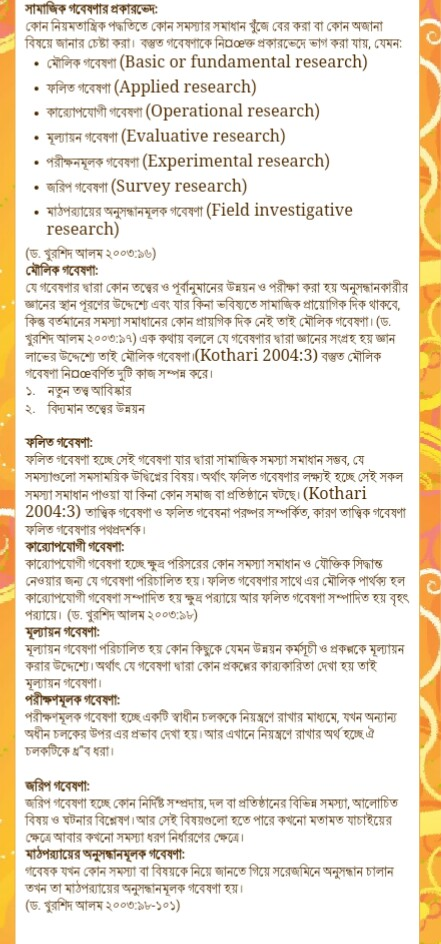 সামাজিক গবেষণার প্রকারভেদ:
কোন নিয়মতান্ত্রিক পদ্ধতিতে কোন সমস্যার সমাধান খুঁজে বের করা বা কোন অজানা
বিষয়ে জানার চেষ্টা করা। বস্তুত গবেষণাকে নি¤œোক্ত প্রকারভেদে ভাগ করা যায়, যেমন:
• মৌলিক গবেষণা (Basic or fundamental research)
• ফলিত গবেষণা (Applied research)
• কার‌্যোপযোগী গবেষণা (Operational research)
• মূল্যায়ন গবেষণা (Evaluative research)
• পরীক্ষনমূলক গবেষণা (Experimental research)
• জরিপ গবেষণা (Survey research)
• মাঠপর‌্যায়ের অনুসন্ধানমূলক গবেষণা (Field investigative
research)
(ড. খুরশিদ আলম ২০০৩:৯৬)
মৌলিক গবেষণা:
যে গবেষণার দ্বারা কোন তত্ত্বের ও পূর্বানুমানের উন্নয়ন ও পরীক্ষা করা হয় অনুসন্ধানকারীর
জ্ঞানের স্থান পূরণের উদ্দেশ্যে এবং যার কিনা ভবিষ্যতে সামাজিক প্রায়োগিক দিক থাকবে,
কিন্তু বর্তমানের সমস্যা সমাধানের কোন প্রায়গিক দিক নেই তাই মৌলিক গবেষণা। (ড.
খুরশিদ আলম ২০০৩:৯৭) এক কথায় বললে যে গবেষণার দ্বারা জ্ঞানের সংগ্রহ হয় জ্ঞান
লাভের উদ্দেশ্যে তাই মৌলিক গবেষণা।(Kothari 2004:3) বস্তুত মৌলিক
গবেষণা নি¤œবর্ণিত দুটি কাজ সম্পন্ন করে।
১. নতুন তত্ত্ব আবিস্কার
২. বিদ্যমান তত্ত্বের উন্নয়ন
ফলিত গবেষণা:
ফলিত গবেষণা হচ্ছে সেই গবেষণা যার দ্বারা সামাজিক সমস্যা সমাধান সম্ভব, যে
সমস্যাগুলো সমসাময়িক উদ্বিগ্নের বিষয়। অর্থাৎ ফলিত গবেষণার লক্ষ্যই হচ্ছে সেই সকল
সমস্যা সমাধান পাওয়া যা কিনা কোন সমাজ বা প্রতিষ্ঠানে ঘটছে। (Kothari
2004:3) তাত্ত্বিক গবেষণা ও ফলিত গবেষনা পরষ্পর সম্পর্কিত, কারণ তাত্ত্বিক গবেষণা
ফলিত গবেষণার পথপ্রদর্শক।
কার‌্যোপযোগী গবেষণা:
কার‌্যোপযোগী গবেষণা হচ্ছে ক্ষুদ্র পরিসরের কোন সমস্যা সমাধান ও যৌক্তিক সিদ্ধান্ত
নেওয়ার জন্য যে গবেষণা পরিচালিত হয়। ফলিত গবেষণার সাথে এর মৌলিক পার্থক্য হল
কার‌্যোপযোগী গবেষণা সম্পাদিত হয় ক্ষুদ্র পর‌্যায়ে আর ফলিত গবেষণা সম্পাদিত হয় বৃহৎ
পর‌্যায়ে। (ড. খুরশিদ আলম ২০০৩:৯৮)
মূল্যায়ন গবেষণা:
মূল্যায়ন গবেষণা পরিচালিত হয় কোন কিছুকে যেমন উন্নয়ন কর্মসূচী ও প্রকল্পকে মূল্যায়ন
করার উদ্দেশ্যে। অর্থাৎ যে গবেষণা দ্বারা কোন প্রকল্পের কার‌্যকারিতা দেখা হয় তাই
মূল্যায়ন গবেষণা।
পরীক্ষণমূলক গবেষণা:
পরীক্ষণমূলক গবেষণা হচ্ছে একটি স্বাধীন চলককে নিয়ন্ত্রণে রাখার মাধ্যমে, যখন অন্যান্য
অধীন চলকের উপর এর প্রভাব দেখা হয়। আর এখানে নিয়ন্ত্রণে রাখার অর্থ হচ্ছে ঐ
চলকটিকে ধ্র“ব ধরা।
জরিপ গবেষণা:
জরিপ গবেষণা হচ্ছে কোন নির্দিষ্ট সম্প্রদায়, দল বা প্রতিষ্ঠানের বিভিন্ন সমস্যা, আলোচিত
বিষয় ও ঘটনার বিশ্লেষণ। আর সেই বিষয়গুলো হতে পারে কখনো মতামত যাচাইয়ের
ক্ষেত্রে আবার কখনো সমস্যা ধরণ নির্ধারণের ক্ষেত্রে।
মাঠপর‌্যায়ের অনুসন্ধানমূলক গবেষণা:
গবেষক যখন কোন সমস্যা বা বিষয়কে নিয়ে জানতে গিয়ে সরেজমিনে অনুসন্ধান চালান
তখন তা মাঠপর‌্যায়ের অনুসন্ধানমূলক গবেষণা হয়।
(ড. খুরশিদ আলম ২০০৩:৯৮-১০১)